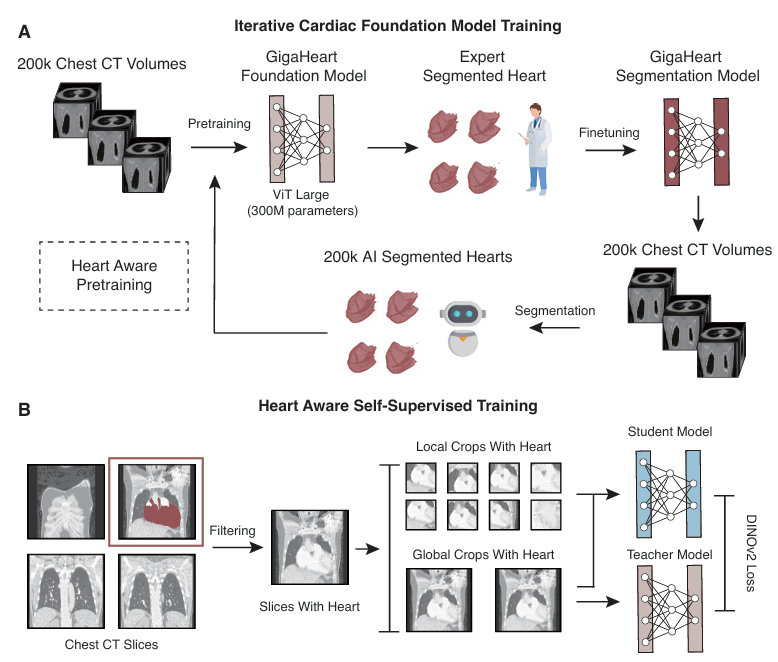 Iterative Cardiac Foundation Model Training
A
200k Chest CT Volumes
GigaHeart
Foundation Model
Expert
Segmented Heart
GigaHeart
Segmentation Model
Pretraining
Finetuning
ViT Large
(300M parameters)
Heart Aware
Pretraining
200k AI Segmented Hearts
200k Chest CT Volumes
Segmentation
B
Heart Aware Self-Supervised Training
Local Crops With Heart
Student Model
Filtering
Global Crops With Heart
Teacher Model
DINOv2 Loss
Slices With Heart
Chest CT Slices